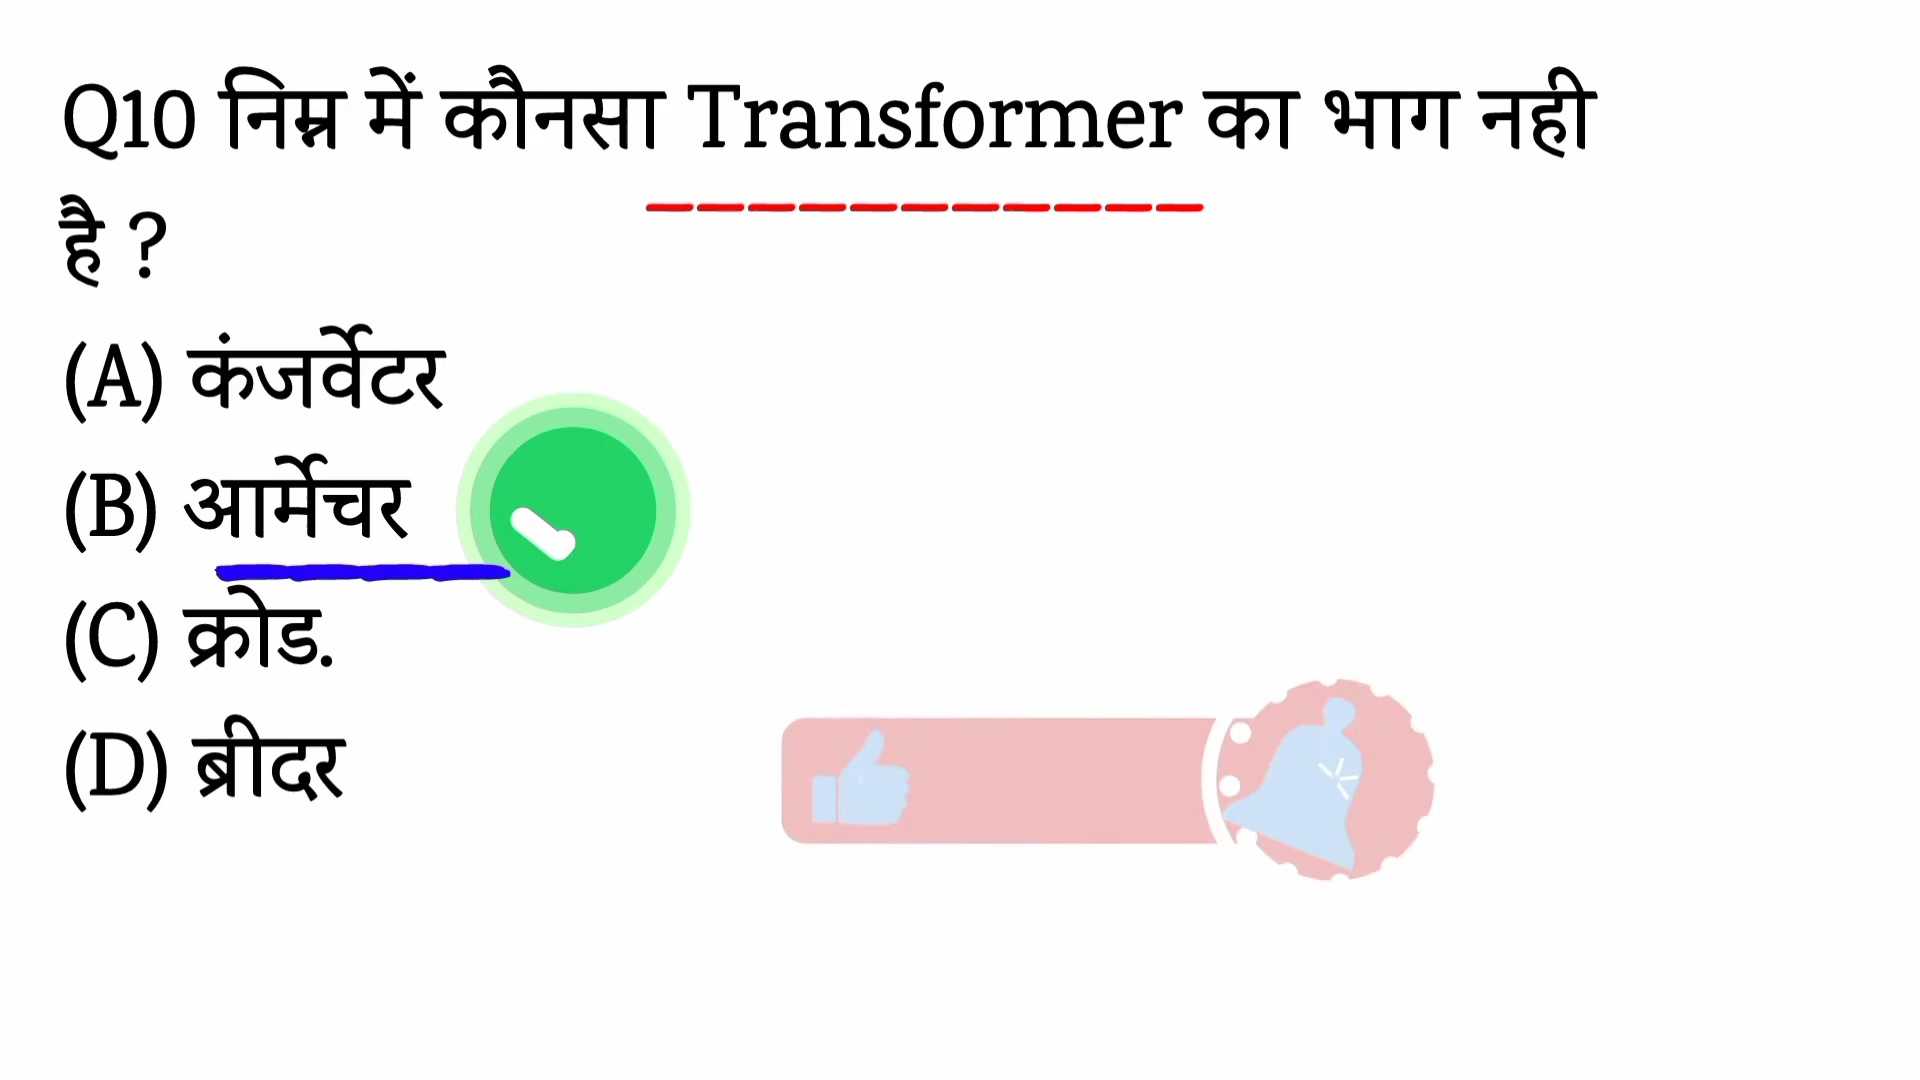 Q10 निम्न में कौनसा Transformer का भाग नही
है ?
(A) कंजर्वेटर
(B) आर्मेचर
(C) क्रोड.
(D) ब्रीदर